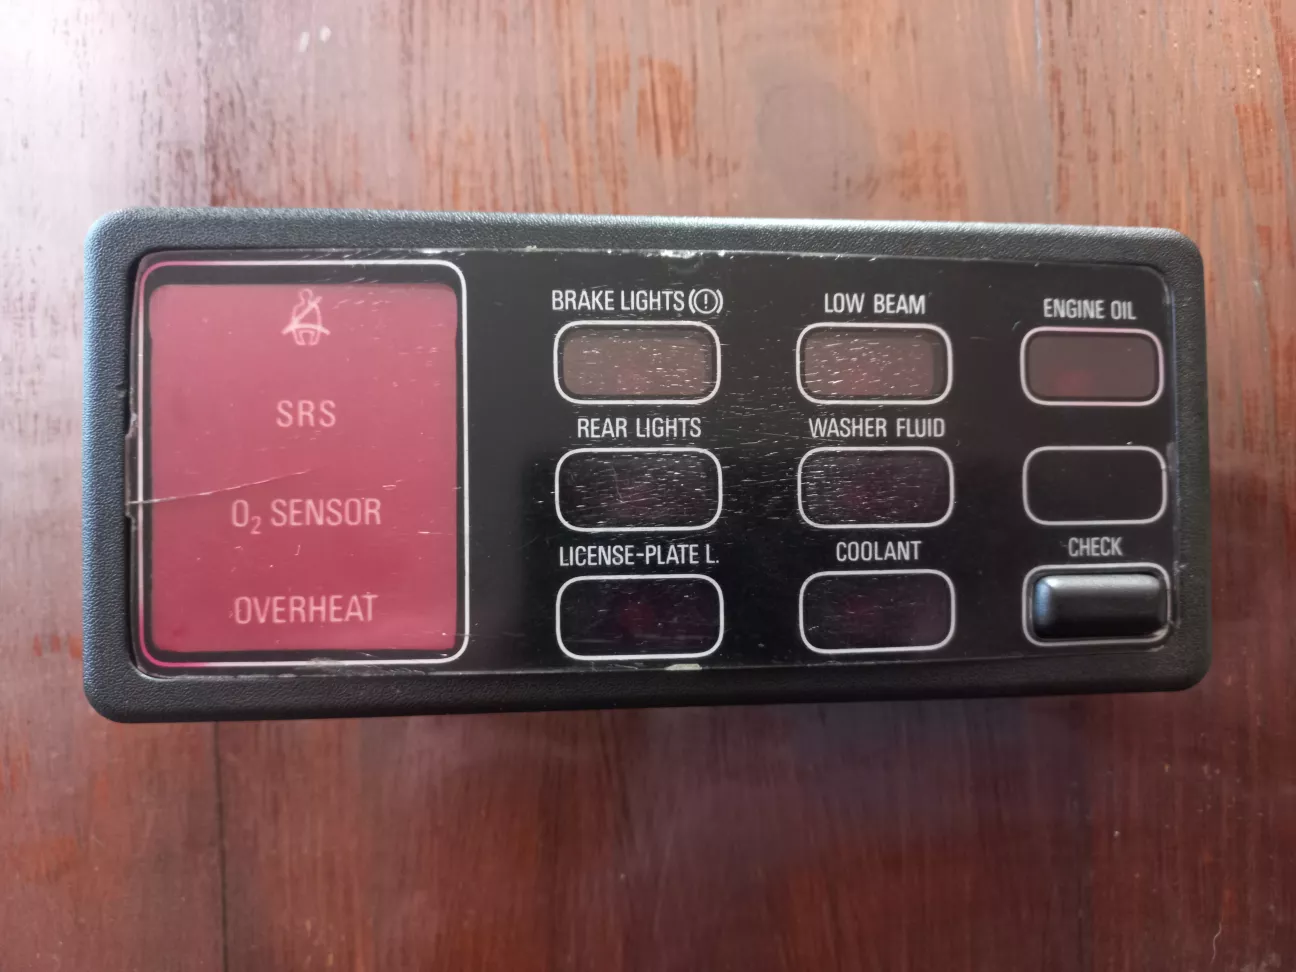 SRS
O₂ SENSOR
OVERHEAT
BRAKE LIGHTS(!)
REAR LIGHTS
LICENSE-PLATE L.
LOW BEAM
WASHER FLUID
COOLANT
ENGINE OIL
CHECK